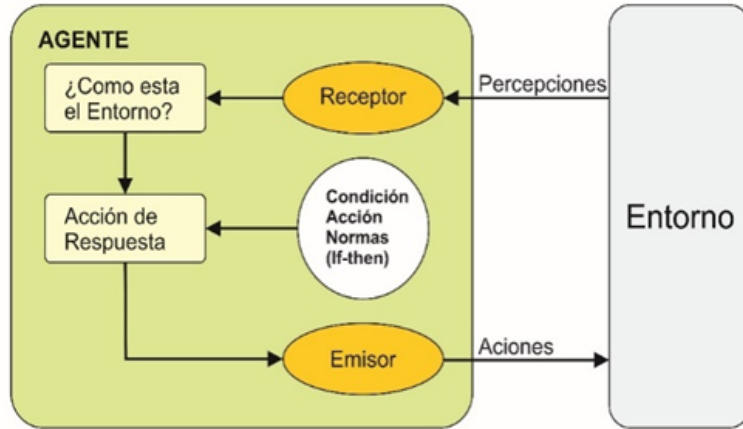 AGENTE
¿Como esta
el Entorno?
Receptor
Percepciones
Condición
Acción
Normas
(If-then)
Acción de
Respuesta
Entorno
Emisor
Aciones